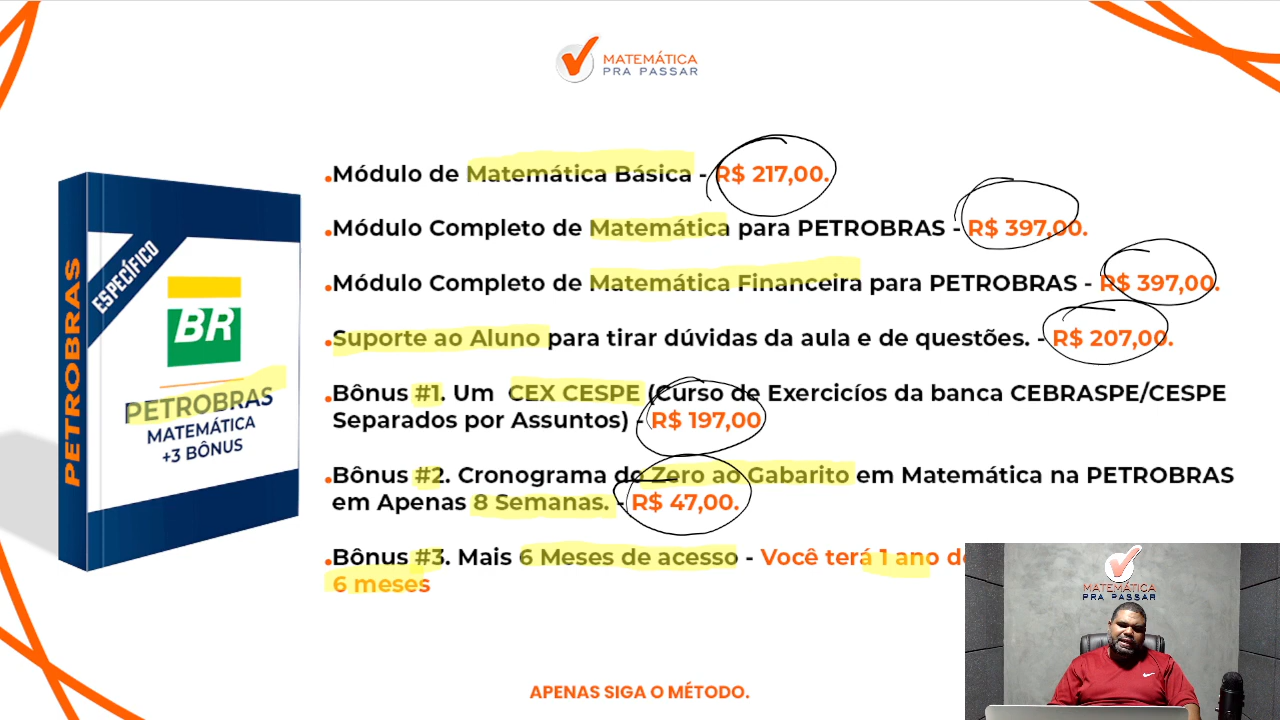 MATEMÁTICA
PRA PASSAR
.Módulo de Matemática Básica - R$ 217,00.
.Módulo Completo de Matemática para PETROBRAS - R$ 397,00.
.Módulo Completo de Matemática Financeira para PETROBRAS - R$ 397,00.
.Suporte ao Aluno para tirar dúvidas da aula e de questões. - R$ 207,00.
.Bônus #1. Um CEX CESPE (Curso de Exercicíos da banca CEBRASPE/CESPE
Separados por Assuntos) - R$ 197,00
.Bônus #2. Cronograma do Zero ao Gabarito em Matemática na PETROBRAS
em Apenas 8 Semanas. - R$ 47,00.
.Bônus #3. Mais 6 Meses de acesso - Você terá 1 ano
6 meses
PETROBRAS
ESPECÍFICO
BR
PETROBRAS
MATEMÁTICA
+3 BÔNUS
MATEMÁTICA
PRA PASSAR
APENAS SIGA O MÉTODO.